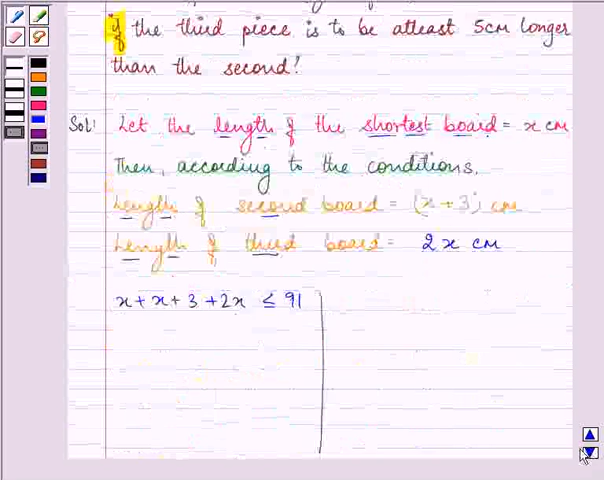 if the third piece is to be atleast 5cm longer
than the second?
Sol: Let the length of the shortest board = x cm
Then, according to the conditions,
Length of second board = (x+3) cm
Length of third board = 2x cm
x + x + 3 + 2x ≤ 91